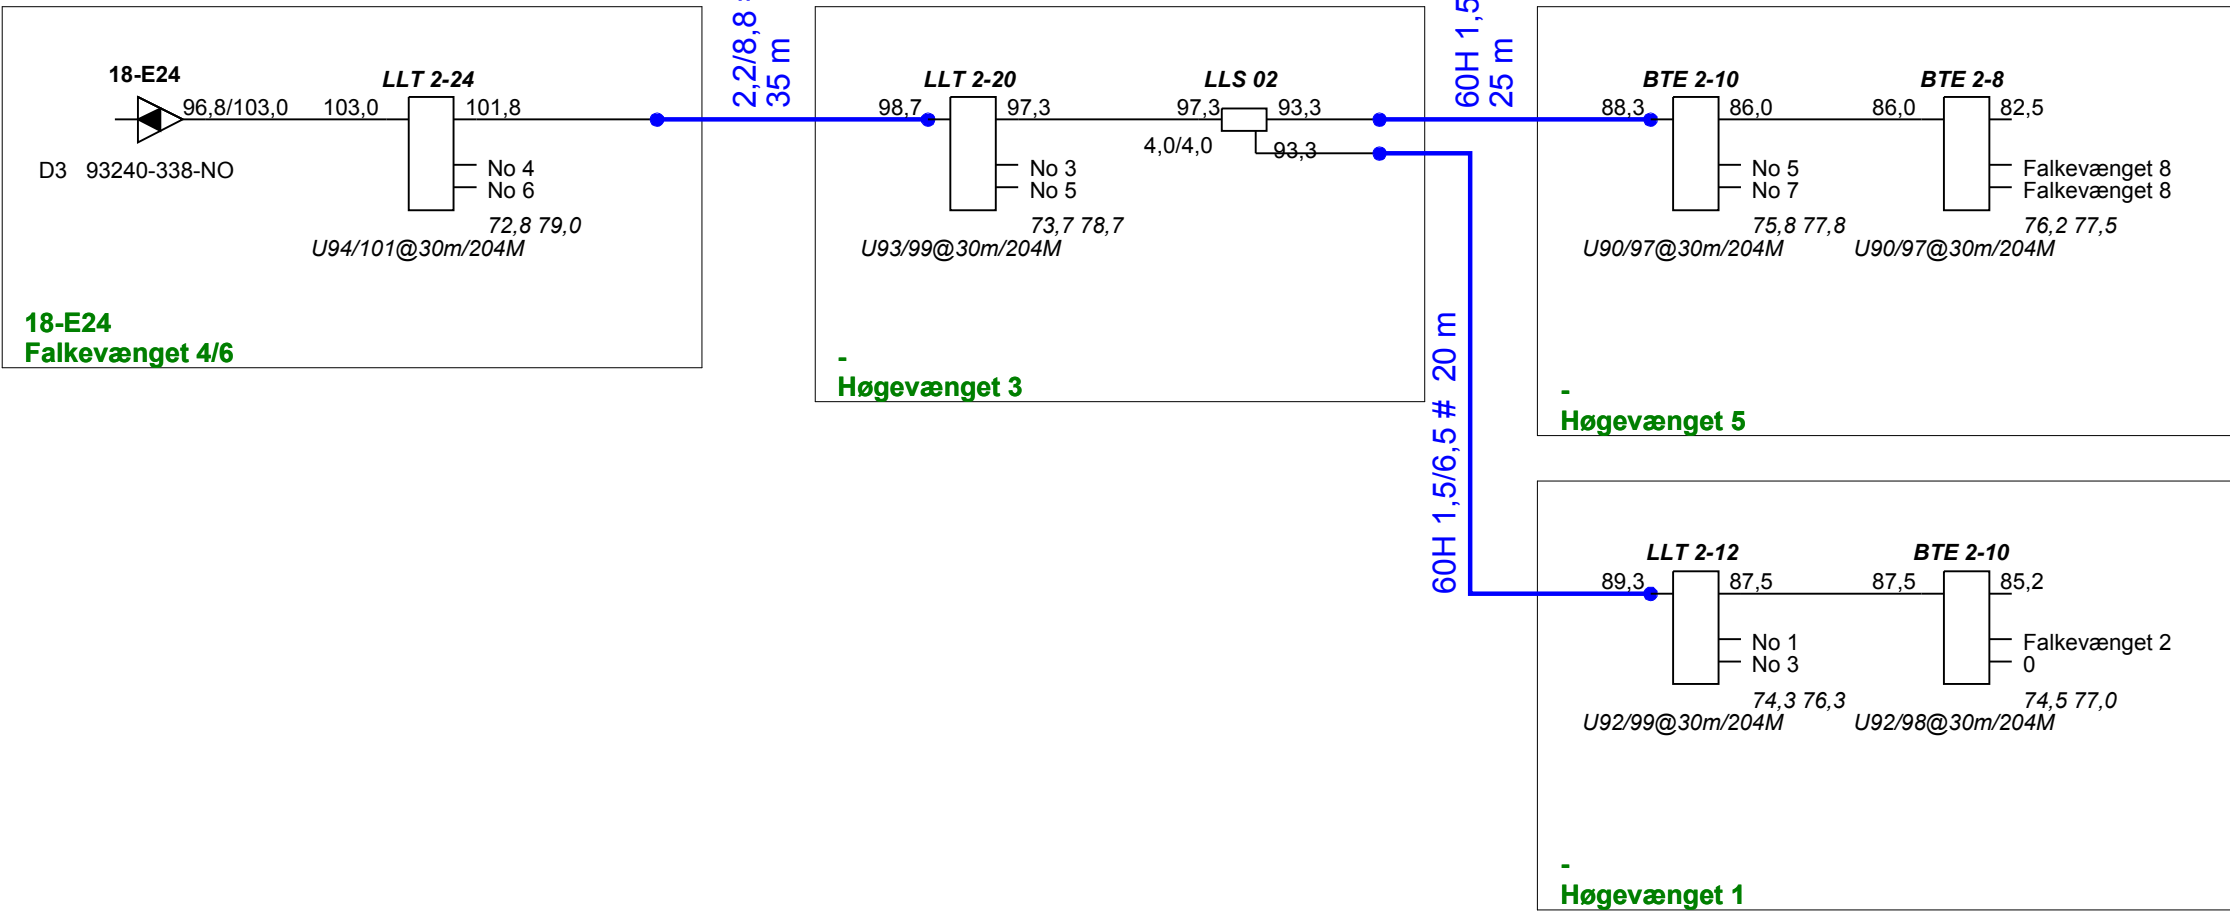 18-E24
96,8/103,0
D3 93240-338-NO
LLT 2-24
103,0
101,8
No 4
No 6
72,8 79,0
U94/101@30m/204M
18-E24
Falkevænget 4/6
2,2/8,8
35 m
LLT 2-20
98,7
97,3
No 3
No 5
73,7 78,7
U93/99@30m/204M
LLS 02
97,3
93,3
4,0/4,0
93,3
-
Høgevænget 3
60H 1,5
25 m
BTE 2-10
88,3
86,0
No 5
No 7
75,8 77,8
U90/97@30m/204M
BTE 2-8
86,0
82,5
Falkevænget 8
Falkevænget 8
76,2 77,5
U90/97@30m/204M
-
Høgevænget 5
60H 1,5/6,5 # 20 m
LLT 2-12
89,3
87,5
No 1
No 3
74,3 76,3
U92/99@30m/204M
BTE 2-10
87,5
85,2
Falkevænget 2
0
74,5 77,0
U92/98@30m/204M
-
Høgevænget 1